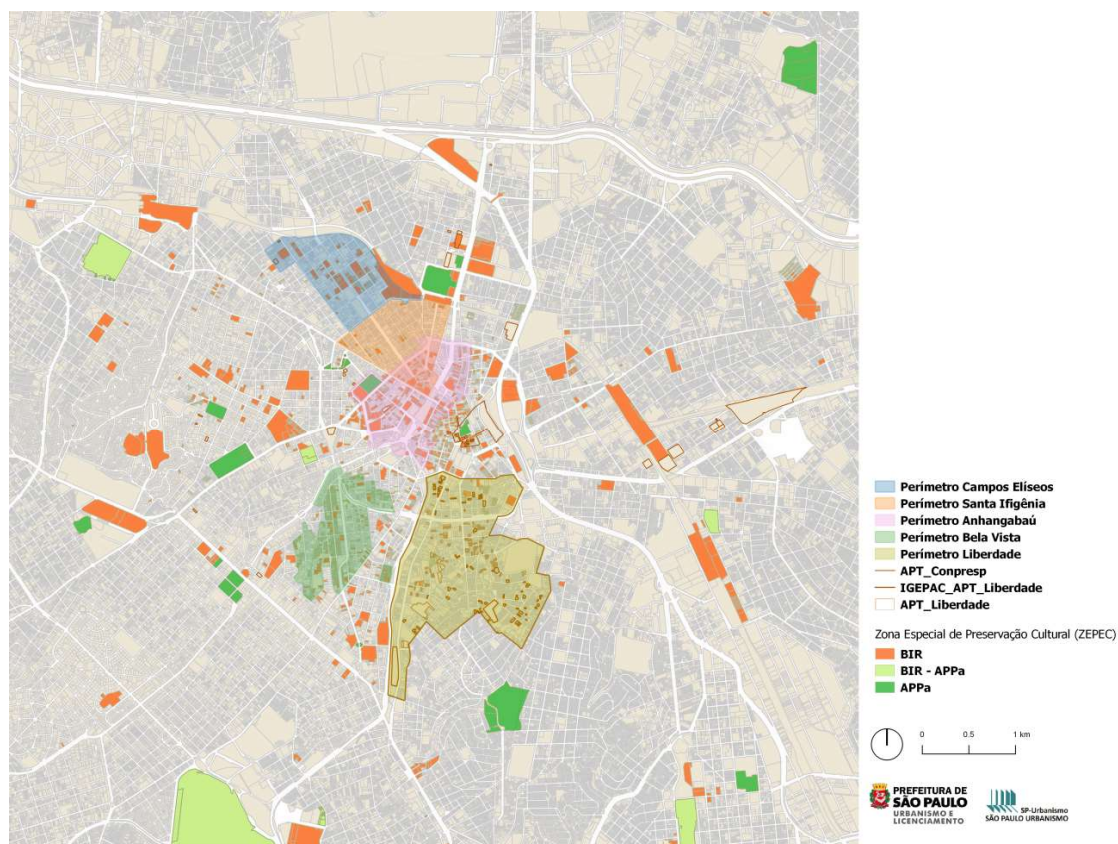 Perímetro Campos Elíseos
Perímetro Santa Ifigênia
Perímetro Anhangabaú
Perímetro Bela Vista
Perímetro Liberdade
APT_Conpresp
IGEPAC_APT_Liberdade
APT_Liberdade
Zona Especial de Preservação Cultural (ZEPEC)
BIR
BIR - APPa
APPa
0 0.5 1 km
PREFEITURA DE
SÃO PAULO
URBANISMO E
LICENCIAMENTO
SP-Urbanismo
SÃO PAULO URBANISMO